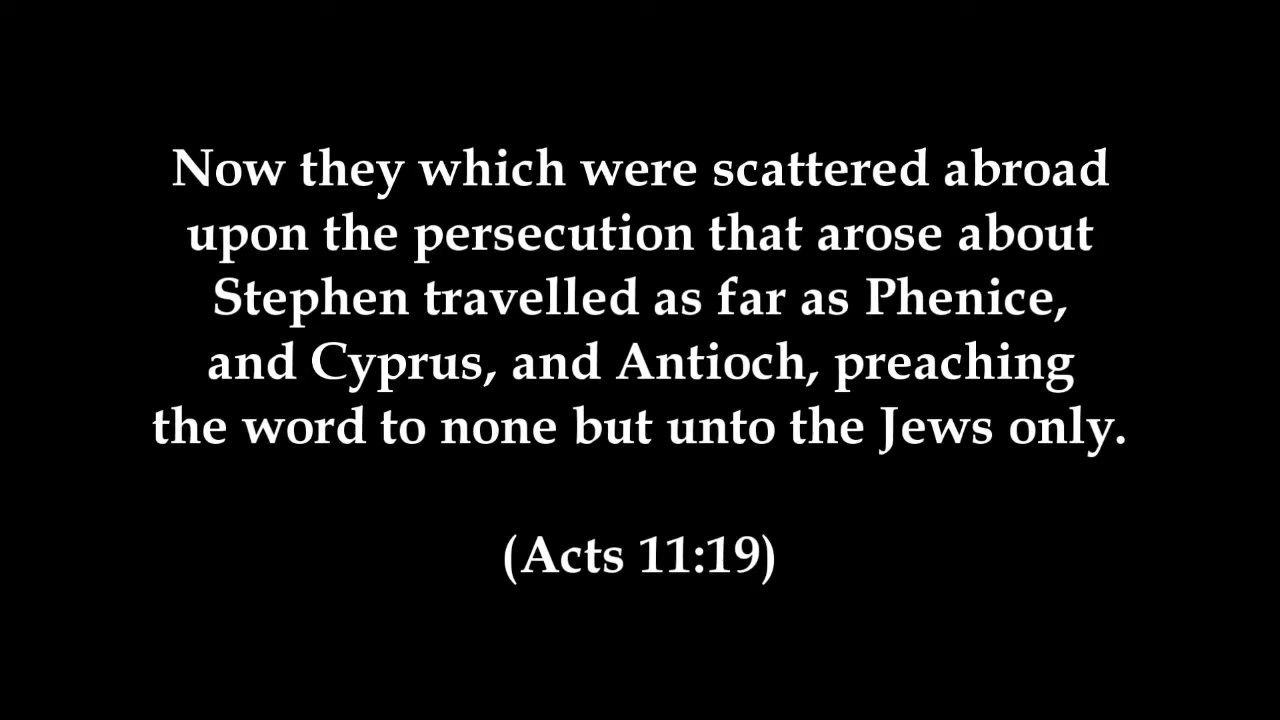 Now they which were scattered abroad
upon the persecution that arose about
Stephen travelled as far as Phenice,
and Cyprus, and Antioch, preaching
the word to none but unto the Jews only.
(Acts 11:19)